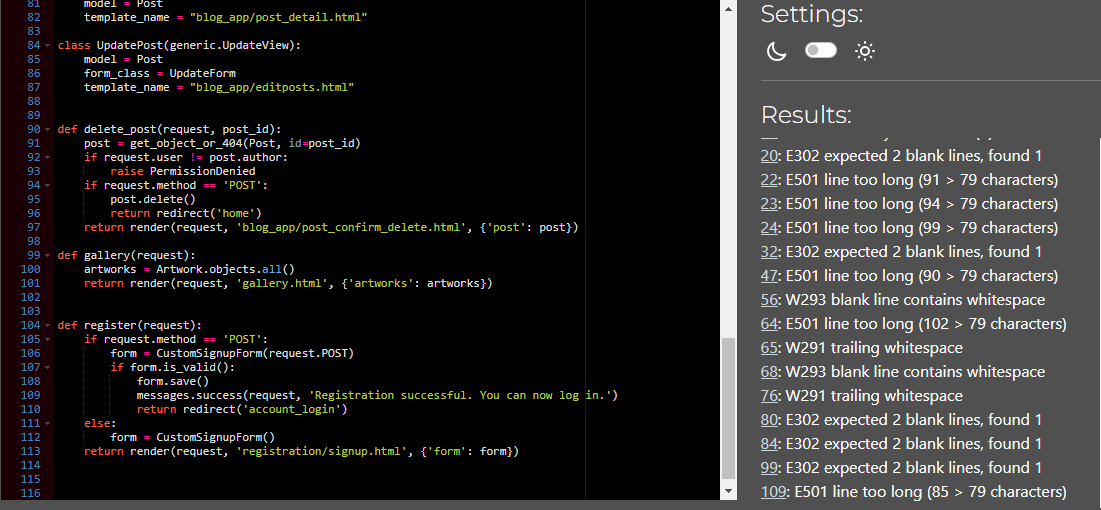 81     model = Post
82     template_name = "blog_app/post_detail.html"
83
84 class UpdatePost(generic.UpdateView):
85     model = Post
86     form_class = UpdateForm
87     template_name = "blog_app/editposts.html"
88
89
90 def delete_post(request, post_id):
91     post = get_object_or_404(Post, id=post_id)
92     if request.user != post.author:
93         raise PermissionDenied
94     if request.method == 'POST':
95         post.delete()
96         return redirect('home')
97     return render(request, 'blog_app/post_confirm_delete.html', {'post': post})
98
99 def gallery(request):
100     artworks = Artwork.objects.all()
101     return render(request, 'gallery.html', {'artworks': artworks})
102
103
104 def register(request):
105     if request.method == 'POST':
106         form = CustomSignupForm(request.POST)
107         if form.is_valid():
108             form.save()
109             messages.success(request, 'Registration successful. You can now log in.')
110             return redirect('account_login')
111     else:
112         form = CustomSignupForm()
113     return render(request, 'registration/signup.html', {'form': form})
114
115
116
Settings:
Results:
20: E302 expected 2 blank lines, found 1
22: E501 line too long (91 > 79 characters)
23: E501 line too long (94 > 79 characters)
24: E501 line too long (99 > 79 characters)
32: E302 expected 2 blank lines, found 1
47: E501 line too long (90 > 79 characters)
56: W293 blank line contains whitespace
64: E501 line too long (102 > 79 characters)
65: W291 trailing whitespace
68: W293 blank line contains whitespace
76: W291 trailing whitespace
80: E302 expected 2 blank lines, found 1
84: E302 expected 2 blank lines, found 1
99: E302 expected 2 blank lines, found 1
109: E501 line too long (85 > 79 characters)